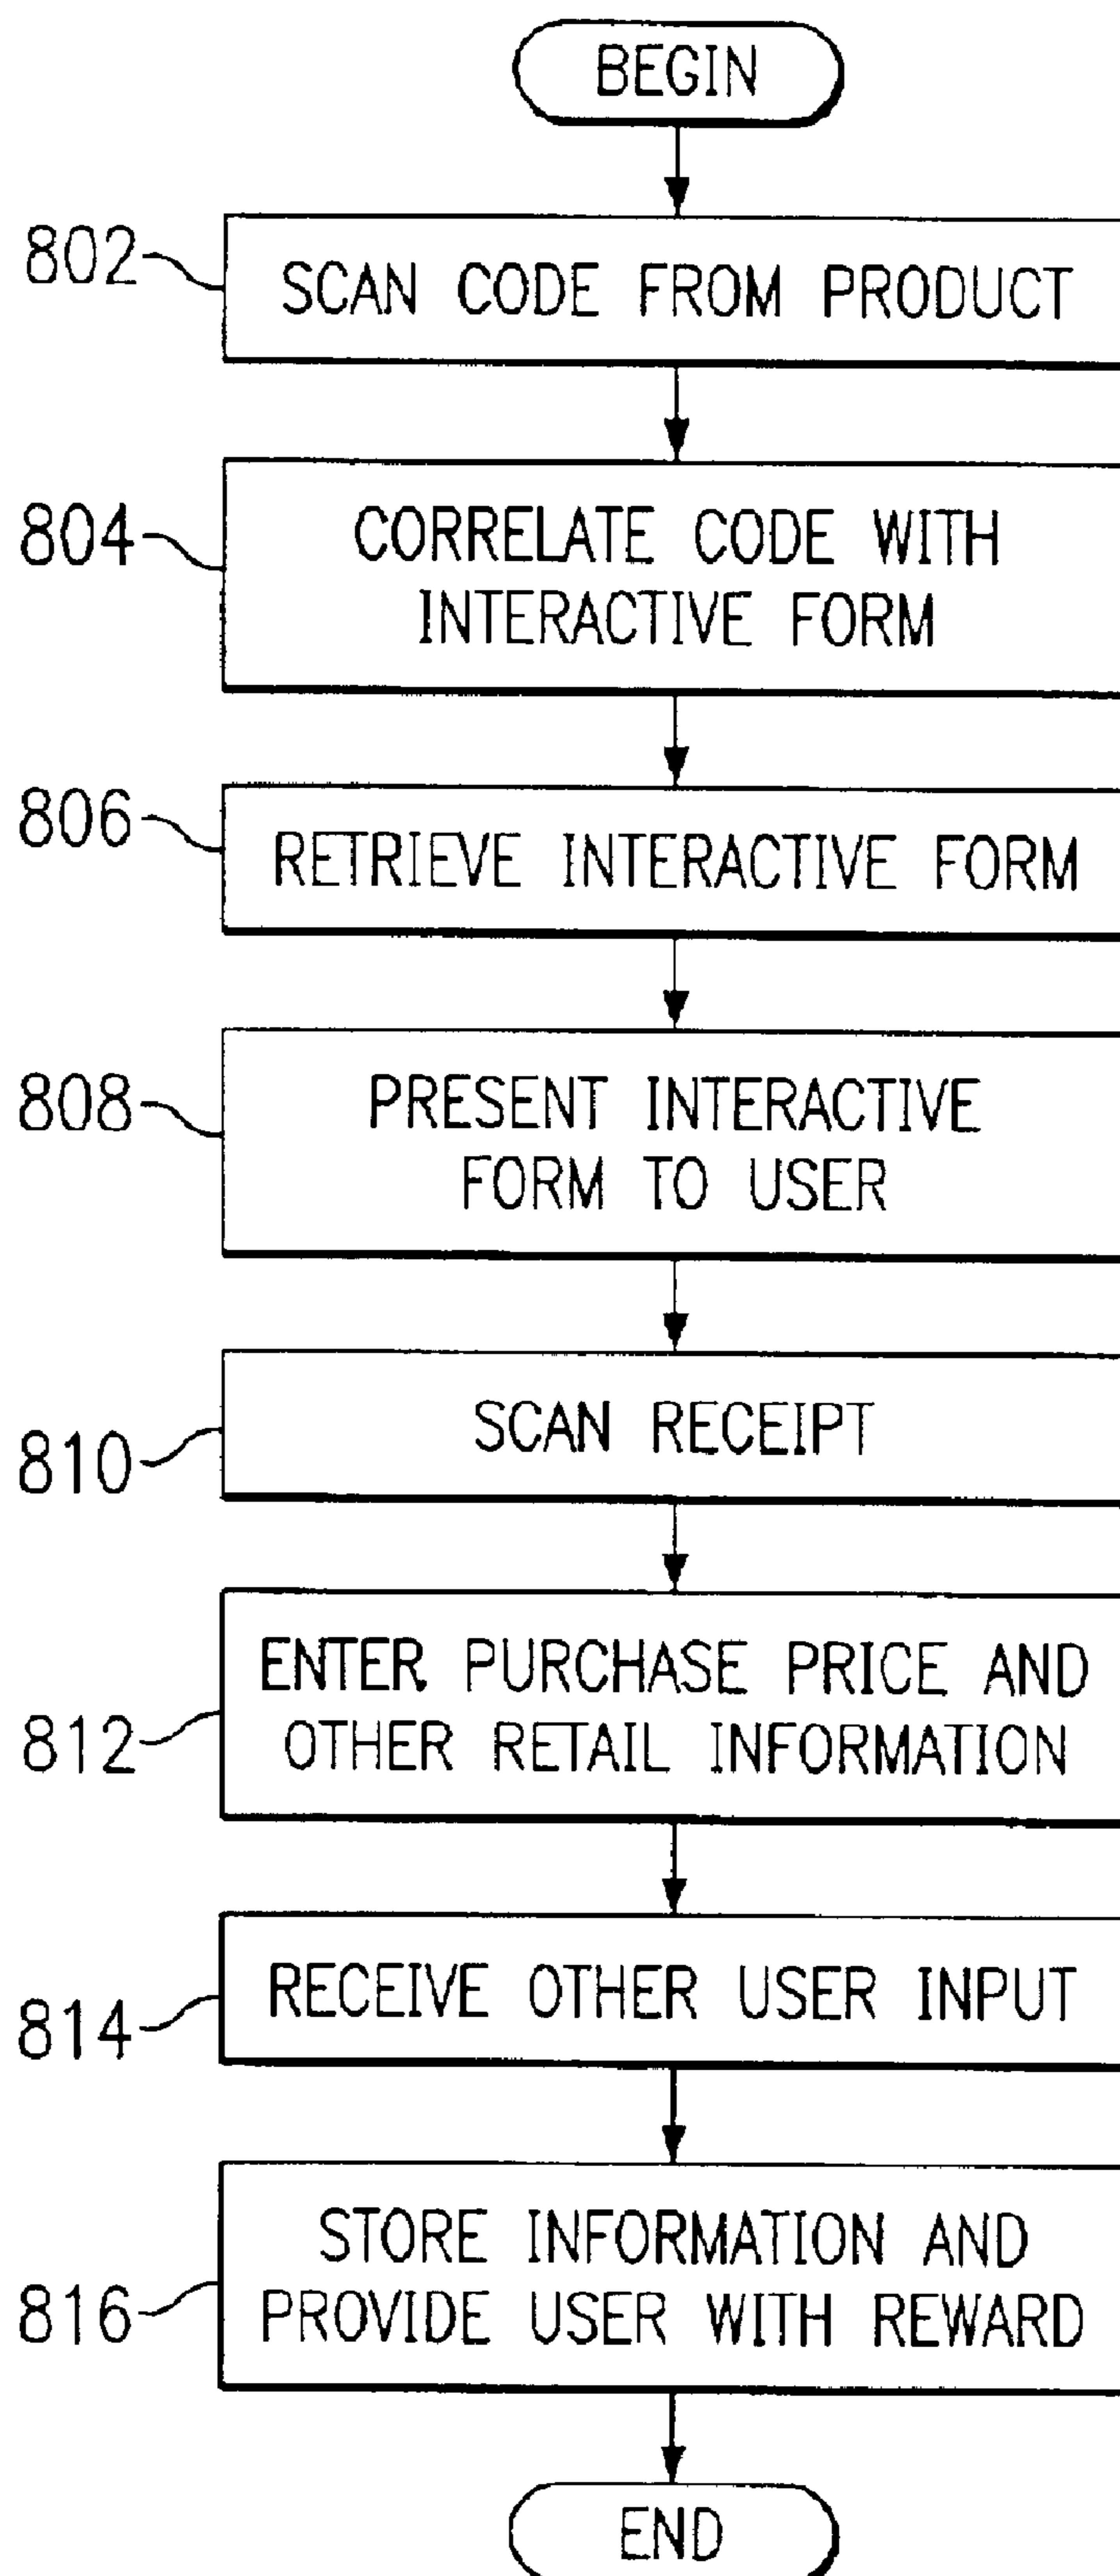 BEGIN
802
SCAN CODE FROM PRODUCT
804
CORRELATE CODE WITH
INTERACTIVE FORM
806
RETRIEVE INTERACTIVE FORM
808
PRESENT INTERACTIVE
FORM TO USER
810
SCAN RECEIPT
812
ENTER PURCHASE PRICE AND
OTHER RETAIL INFORMATION
814
RECEIVE OTHER USER INPUT
816
STORE INFORMATION AND
PROVIDE USER WITH REWARD
END